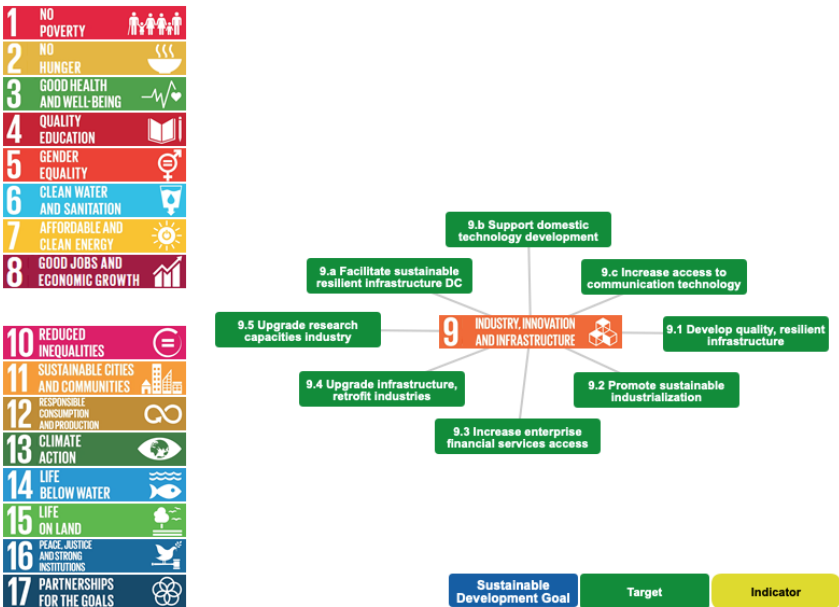 1 NO
POVERTY
2 NO
HUNGER
3 GOOD HEALTH
AND WELL-BEING
4 QUALITY
EDUCATION
5 GENDER
EQUALITY
6 CLEAN WATER
AND SANITATION
7 AFFORDABLE AND
CLEAN ENERGY
8 GOOD JOBS AND
ECONOMIC GROWTH
10 REDUCED
INEQUALITIES
11 SUSTAINABLE CITIES
AND COMMUNITIES
12 RESPONSIBLE
CONSUMPTION
AND PRODUCTION
13 CLIMATE
ACTION
14 LIFE
BELOW WATER
15 LIFE
ON LAND
16 PEACE, JUSTICE
AND STRONG
INSTITUTIONS
17 PARTNERSHIPS
FOR THE GOALS
9.b Support domestic
technology development
9.a Facilitate sustainable
resilient infrastructure DC
9.c Increase access to
communication technology
9.5 Upgrade research
capacities industry
9 INDUSTRY, INNOVATION
AND INFRASTRUCTURE
9.1 Develop quality, resilient
infrastructure
9.4 Upgrade infrastructure,
retrofit industries
9.2 Promote sustainable
industrialization
9.3 Increase enterprise
financial services access
Sustainable
Development Goal
Target
Indicator